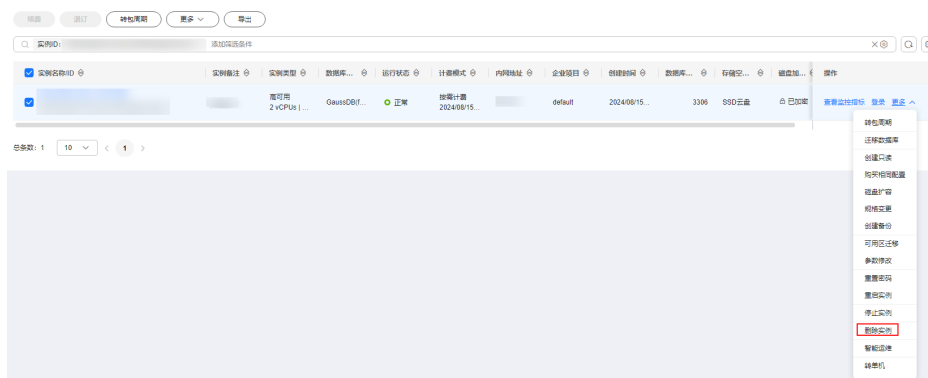 续费 退订 转包周期 更多 导出
实例ID: 添加筛选条件
实例名称/ID 实例备注 实例类型 数据库... 运行状态 计费模式 内网地址 企业项目 创建时间 数据库... 存储空... 磁盘加... 操作
高可用 按需计费
2 vCPUs | ... GaussDB(f... 正常 2024/08/15... default 2024/08/15... 3306 SSD云盘 已加密 查看监控指标 登录 更多
转包周期
总条数: 1 10 < 1 >
迁移数据库
创建只读
购买相同配置
磁盘扩容
规格变更
创建备份
可用区迁移
参数修改
重置密码
重启实例
停止实例
删除实例
智能运维
转单机